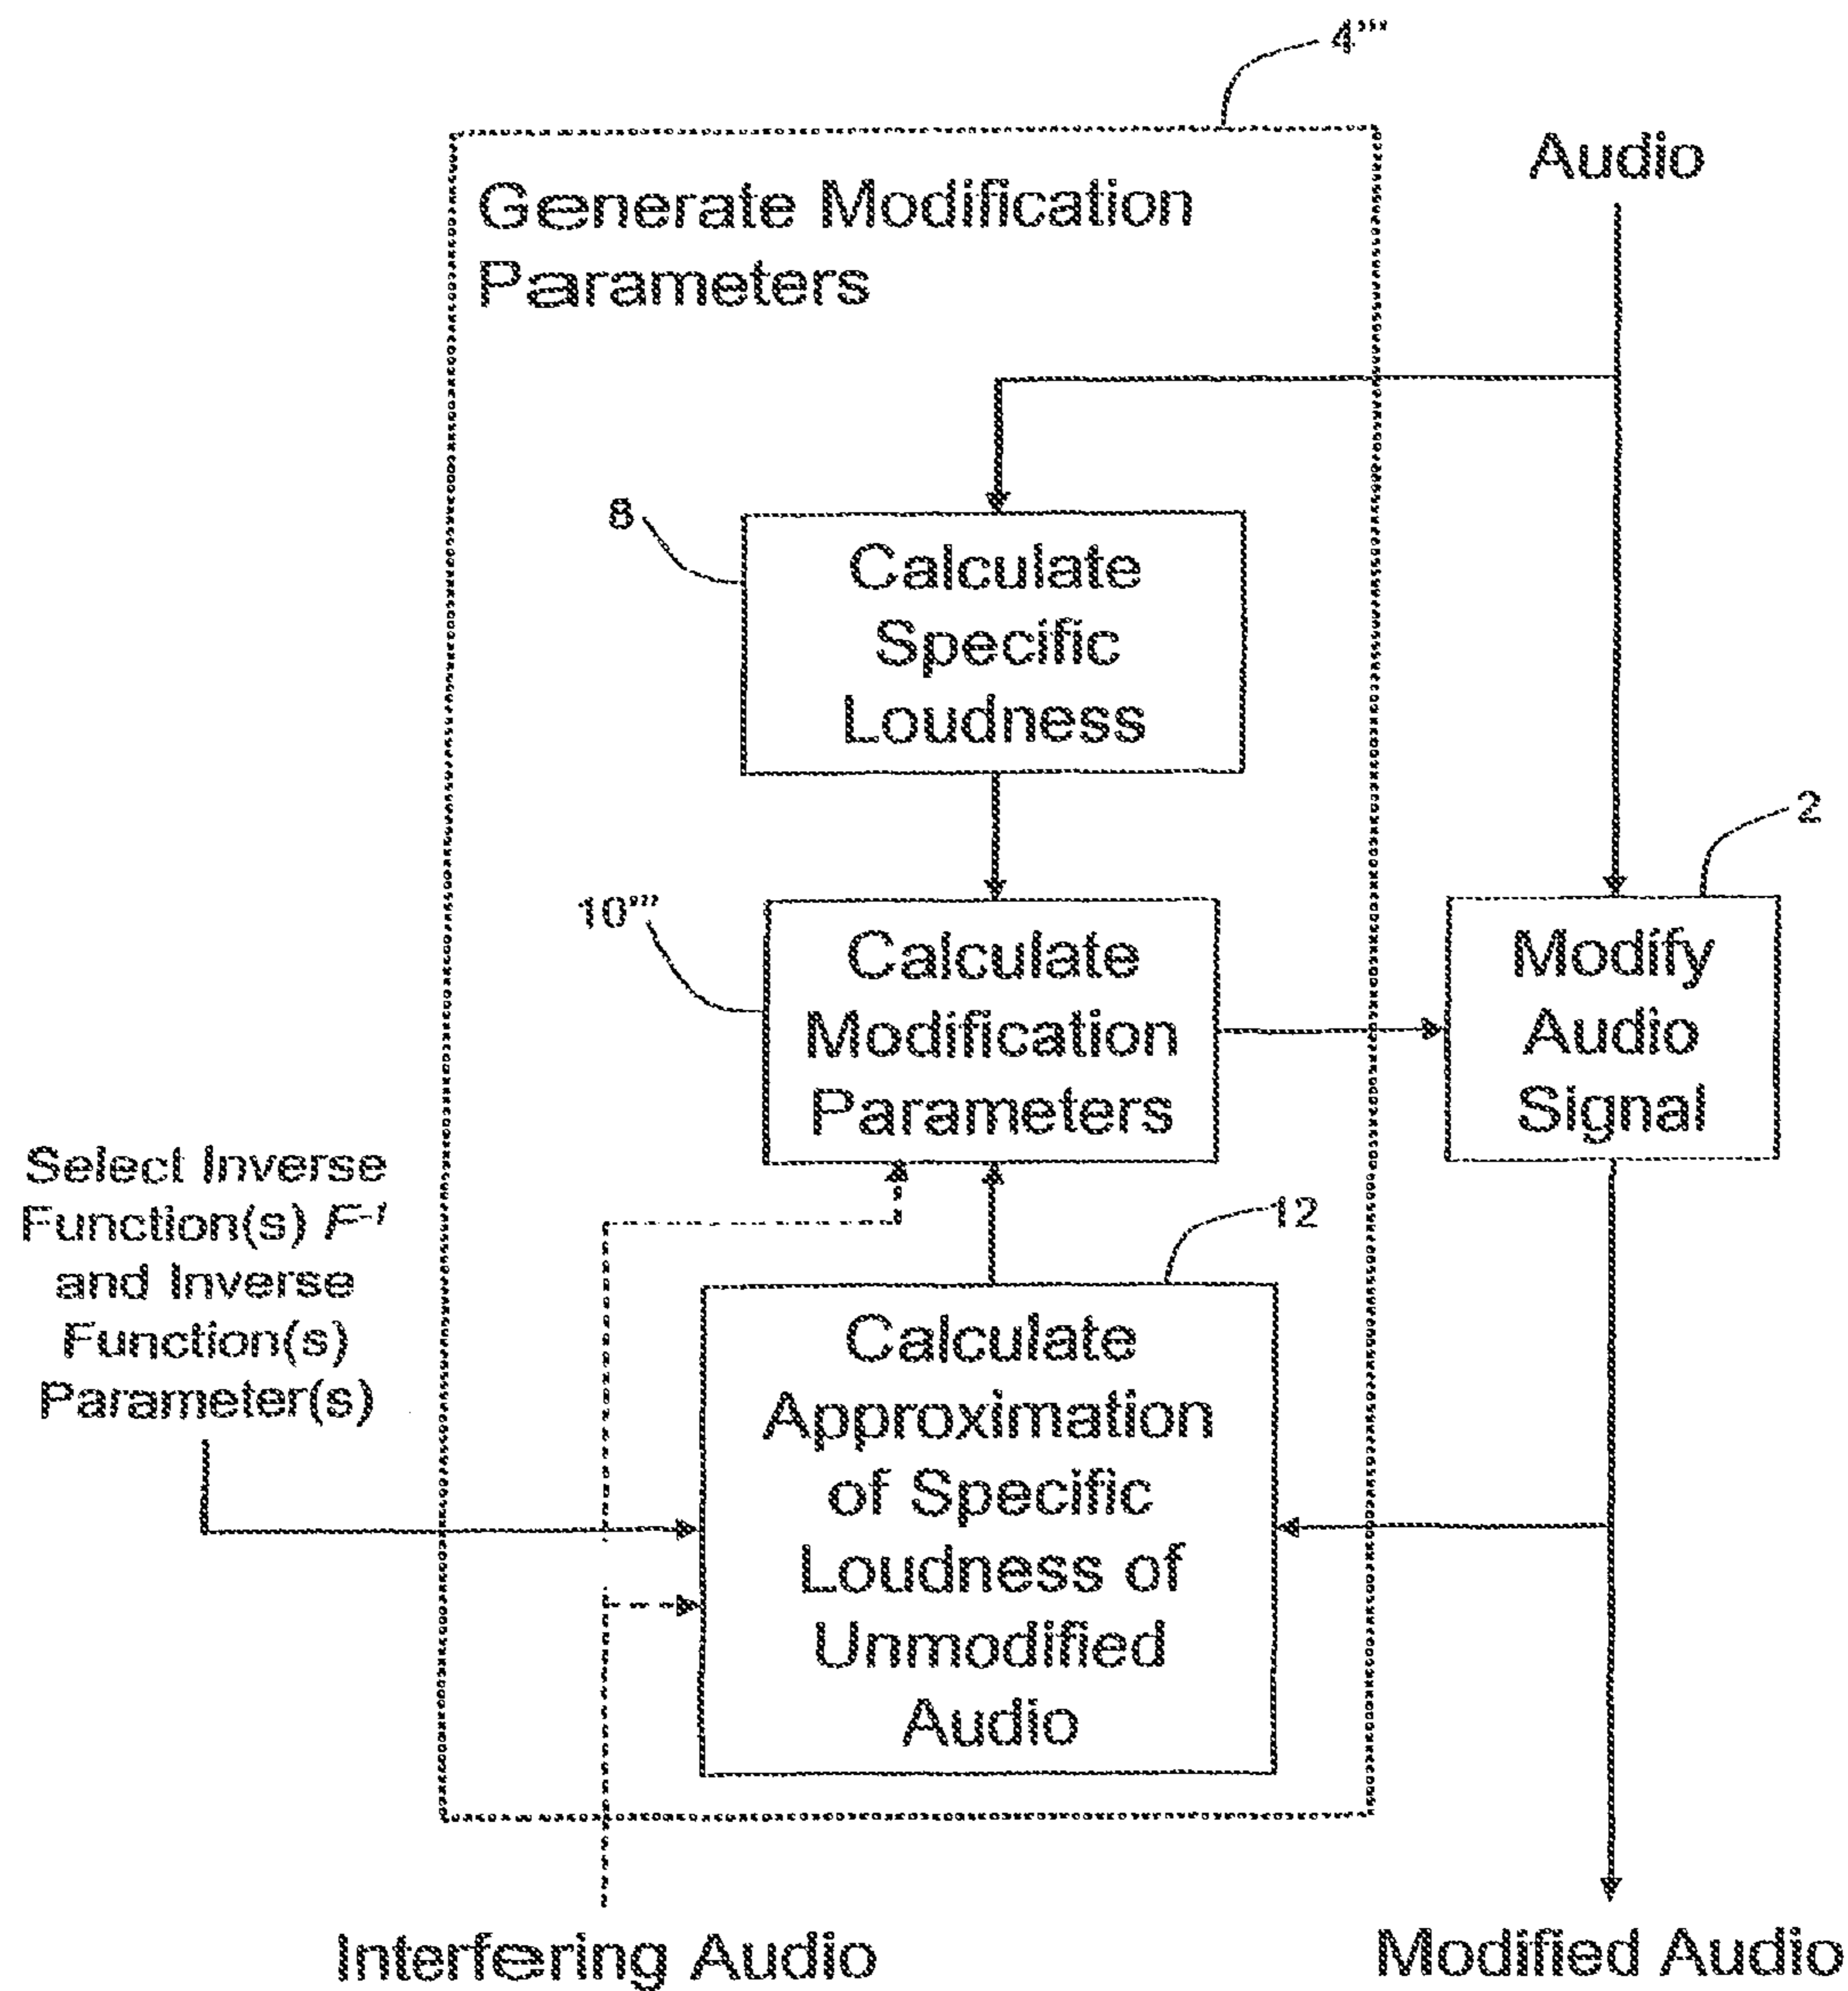 4''''
Audio
Generate Modification
Parameters
8
Calculate
Specific
Loudness
2
10''''
Calculate
Modification
Parameters
Modify
Audio
Signal
Select Inverse
Function(s) F⁻¹
and Inverse
Function(s)
Parameter(s)
12
Calculate
Approximation
of Specific
Loudness of
Unmodified
Audio
Interfering Audio
Modified Audio